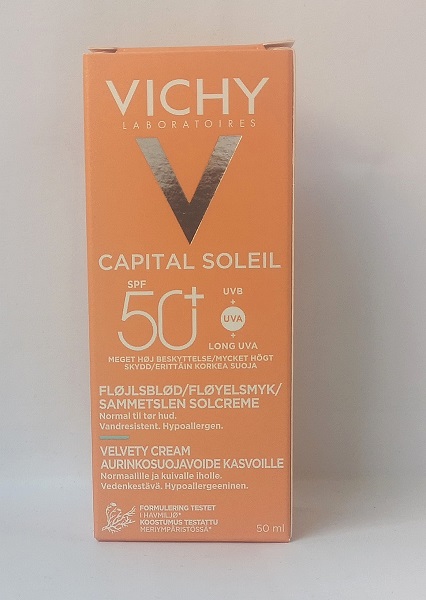 VICHY
LABORATOIRES
V
CAPITAL SOLEIL
SPF
50+
UVB
+
UVA
+
LONG UVA
MEGET HØJ BESKYTTELSE/MYCKET HÖGT
SKYDD/ERITTÄIN KORKEA SUOJA
FLØJLSBLØD/FLØYELSMYK/
SAMMETSLEN SOLCREME
Normal til tør hud.
Vandresistent. Hypoallergen.
VELVETY CREAM
AURINKOSUOJAVOIDE KASVOILLE
Normaalille ja kuivalle iholle.
Vedenkestävä. Hypoallergeeninen.
FORMULERING TESTET
I HAVMILJØ*
KOOSTUMUS TESTATTU
MERIYMPÄRISTÖSSÄ*
50 ml